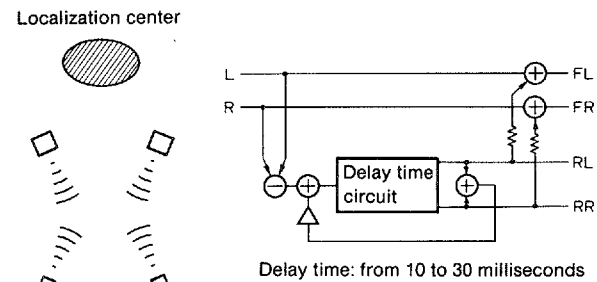 Localization center
L
FL
R
FR
RL
Delay time
circuit
RR
Delay time: from 10 to 30 milliseconds